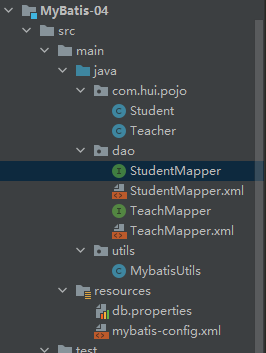 MyBatis-04
src
main
java
com.hui.pojo
Student
Teacher
dao
StudentMapper
StudentMapper.xml
TeachMapper
TeachMapper.xml
utils
MybatisUtils
resources
db.properties
mybatis-config.xml
test